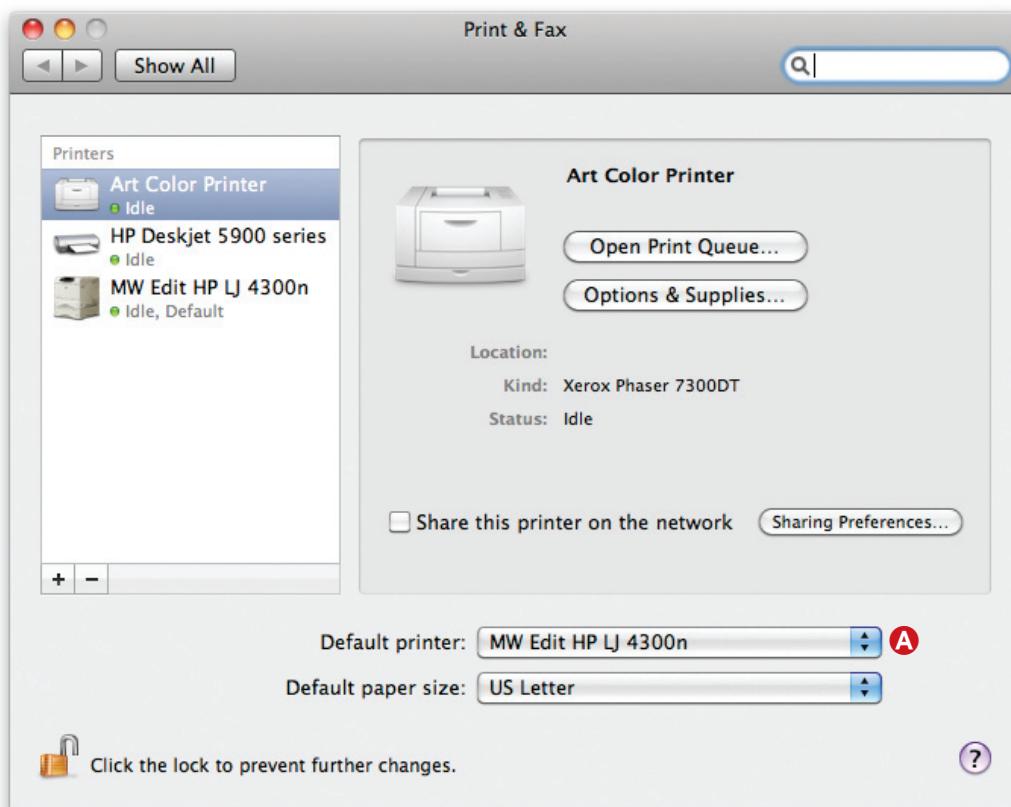 Print & Fax
Show All
Printers
Art Color Printer
Idle
HP Deskjet 5900 series
Idle
MW Edit HP LJ 4300n
Idle, Default
+ −
Art Color Printer
Open Print Queue...
Options & Supplies...
Location:
Kind: Xerox Phaser 7300DT
Status: Idle
Share this printer on the network Sharing Preferences...
Default printer: MW Edit HP LJ 4300n A
Default paper size: US Letter
Click the lock to prevent further changes. ?